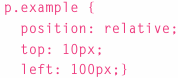 p.example {
  position: relative;
  top: 10px;
  left: 100px;}